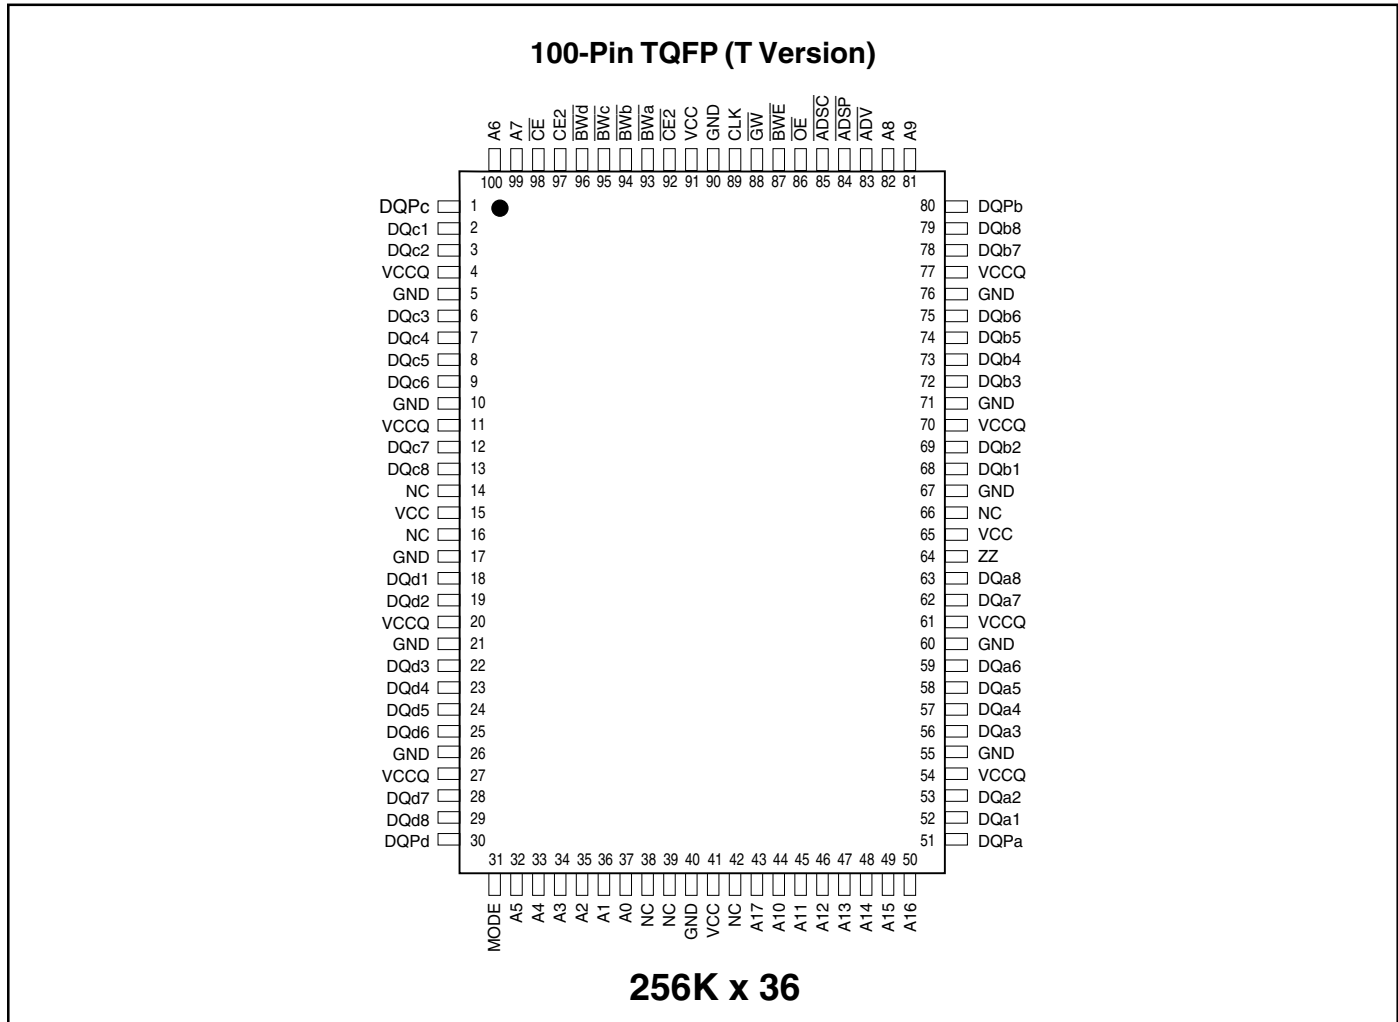 100-Pin TQFP (T Version)
A6 A7 CE CE2 BWd BWc BWb BWa CE2 VCC GND CLK GW BWE OE ADSC ADSP ADV A8 A9
100 99 98 97 96 95 94 93 92 91 90 89 88 87 86 85 84 83 82 81
DQPc 1 80 DQPb
DQc1 2 79 DQb8
DQc2 3 78 DQb7
VCCQ 4 77 VCCQ
GND 5 76 GND
DQc3 6 75 DQb6
DQc4 7 74 DQb5
DQc5 8 73 DQb4
DQc6 9 72 DQb3
GND 10 71 GND
VCCQ 11 70 VCCQ
DQc7 12 69 DQb2
DQc8 13 68 DQb1
NC 14 67 GND
VCC 15 66 NC
NC 16 65 VCC
GND 17 64 ZZ
DQd1 18 63 DQa8
DQd2 19 62 DQa7
VCCQ 20 61 VCCQ
GND 21 60 GND
DQd3 22 59 DQa6
DQd4 23 58 DQa5
DQd5 24 57 DQa4
DQd6 25 56 DQa3
GND 26 55 GND
VCCQ 27 54 VCCQ
DQd7 28 53 DQa2
DQd8 29 52 DQa1
DQPd 30 51 DQPa
31 32 33 34 35 36 37 38 39 40 41 42 43 44 45 46 47 48 49 50
MODE A5 A4 A3 A2 A1 A0 NC NC GND VCC NC A17 A10 A11 A12 A13 A14 A15 A16
256K x 36